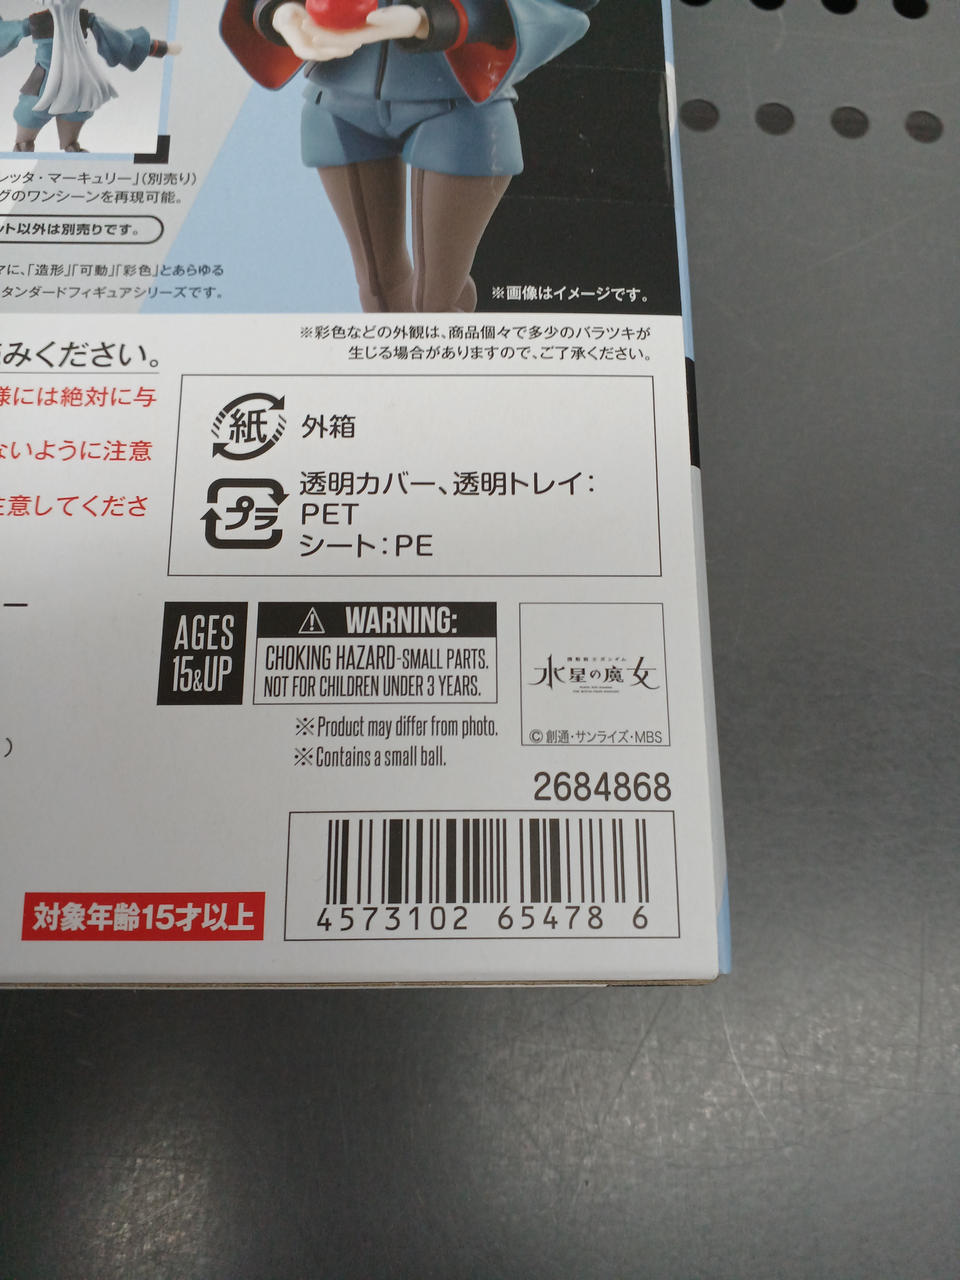 レッタ・マーキュリー」(別売り)
グのワンシーンを再現可能。
ット以外は別売りです。
マに、「造形」「可動」「彩色」とあらゆる
タンダードフィギュアシリーズです。
※画像はイメージです。
※彩色などの外観は、商品個々で多少のバラツキが
生じる場合がありますので、ご了承ください。
みください。
様には絶対に与
ないように注意
注意してくださ
紙 外箱
プラ 透明カバー、透明トレイ:
PET
シート:PE
ー
AGES
15&UP
WARNING:
CHOKING HAZARD-SMALL PARTS.
NOT FOR CHILDREN UNDER 3 YEARS.
※Product may differ from photo.
※Contains a small ball.
機動戦士ガンダム
水星の魔女
©創通・サンライズ・MBS
)
2684868
4573102 65478 6
対象年齢15才以上